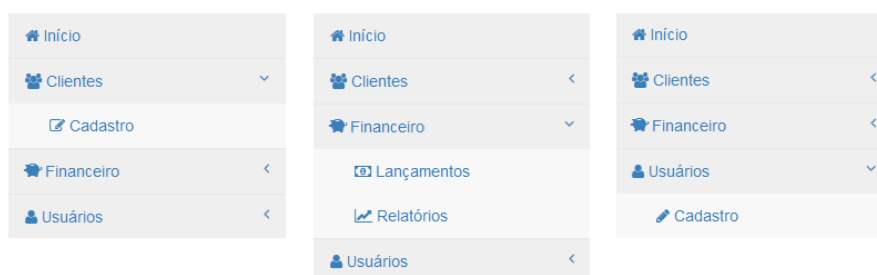 Início
Clientes
Cadastro
Financeiro
Usuários
Início
Clientes
Financeiro
Lançamentos
Relatórios
Usuários
Início
Clientes
Financeiro
Usuários
Cadastro